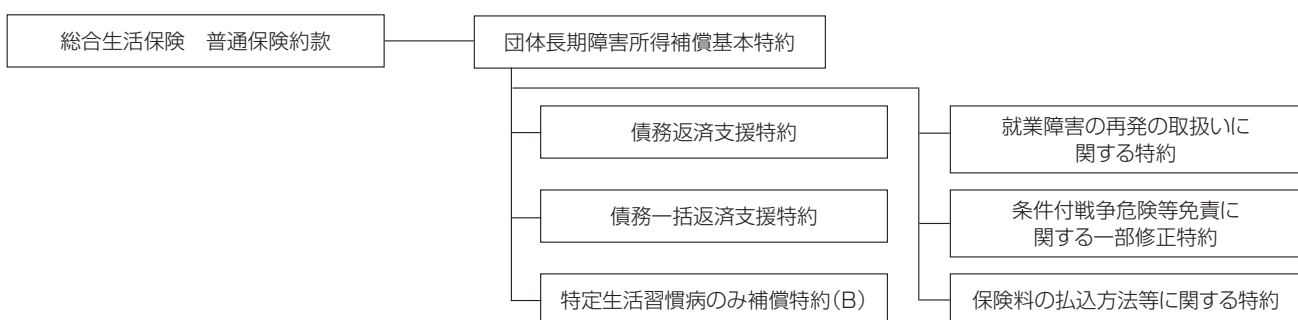 総合生活保険　普通保険約款
団体長期障害所得補償基本特約
債務返済支援特約
債務一括返済支援特約
特定生活習慣病のみ補償特約(B)
就業障害の再発の取扱いに
関する特約
条件付戦争危険等免責に
関する一部修正特約
保険料の払込方法等に関する特約